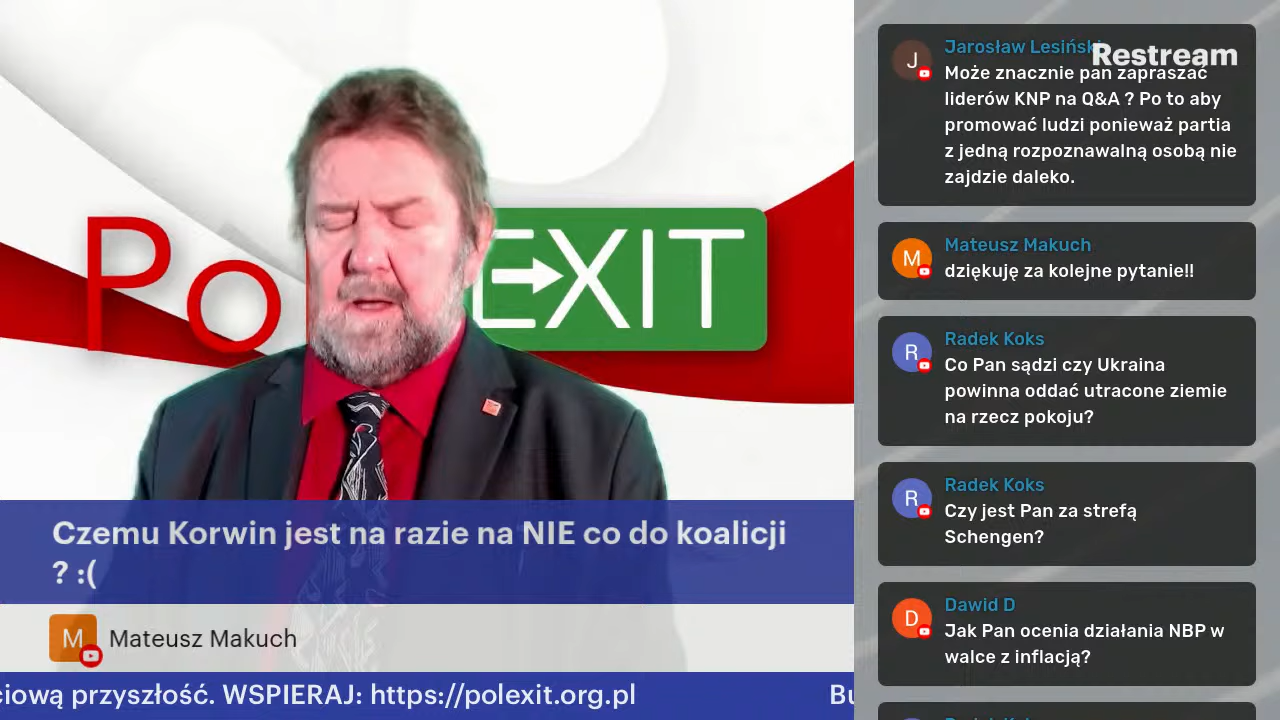 Po EXIT
Czemu Korwin jest na razie na NIE co do koalicji
? :(
M
Mateusz Makuch
ciową przyszłość. WSPIERAJ: https://polexit.org.pl
Restream
J
Jarosław Lesiński
Może znacznie pan zapraszać
liderów KNP na Q&A ? Po to aby
promować ludzi ponieważ partia
z jedną rozpoznawalną osobą nie
zajdzie daleko.
M
Mateusz Makuch
dziękuję za kolejne pytanie!!
R
Radek Koks
Co Pan sądzi czy Ukraina
powinna oddać utracone ziemie
na rzecz pokoju?
R
Radek Koks
Czy jest Pan za strefą
Schengen?
D
Dawid D
Jak Pan ocenia działania NBP w
walce z inflacją?